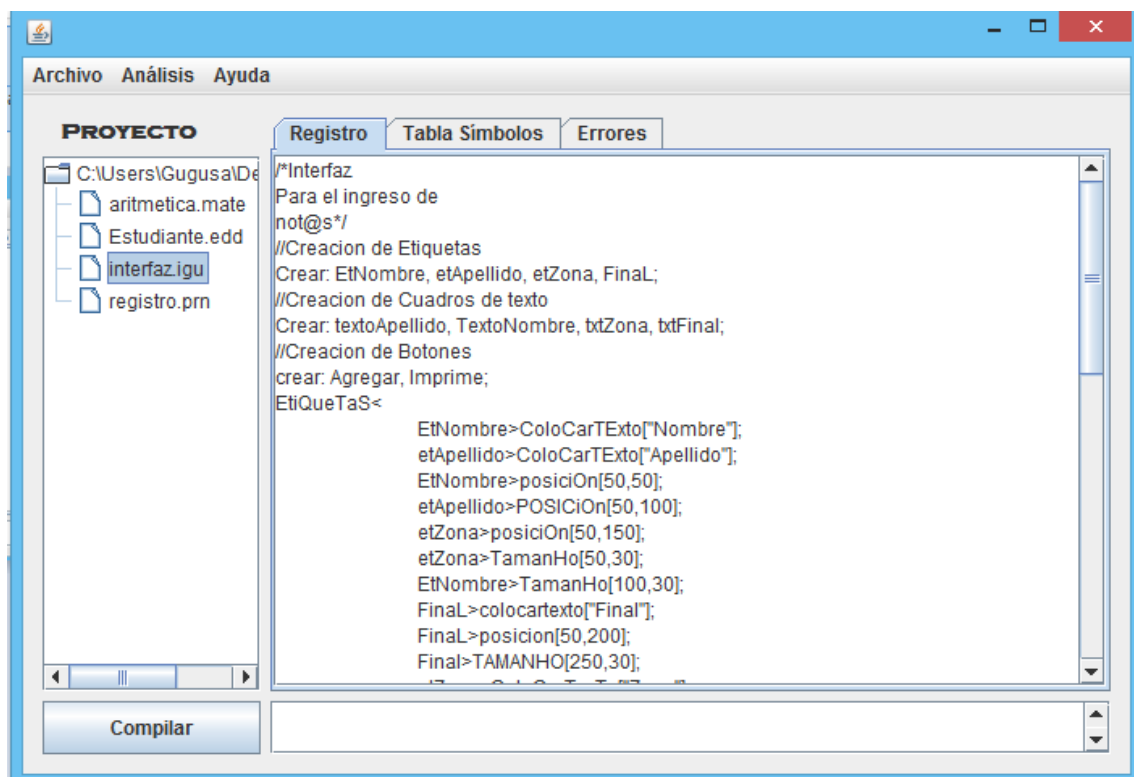 Archivo Análisis Ayuda
PROYECTO
Registro Tabla Símbolos Errores
C:\Users\Gugusa\De
aritmetica.mate
Estudiante.edd
interfaz.igu
registro.prn
/*Interfaz
Para el ingreso de
not@s*/
//Creacion de Etiquetas
Crear: EtNombre, etApellido, etZona, FinaL;
//Creacion de Cuadros de texto
Crear: textoApellido, TextoNombre, txtZona, txtFinal;
//Creacion de Botones
crear: Agregar, Imprime;
EtiQueTaS<
EtNombre>ColoCarTExto["Nombre"];
etApellido>ColoCarTExto["Apellido"];
EtNombre>posiciOn[50,50];
etApellido>POSICiOn[50,100];
etZona>posiciOn[50,150];
etZona>TamanHo[50,30];
EtNombre>TamanHo[100,30];
FinaL>colocartexto["Final"];
FinaL>posicion[50,200];
Final>TAMANHO[250,30];
Compilar